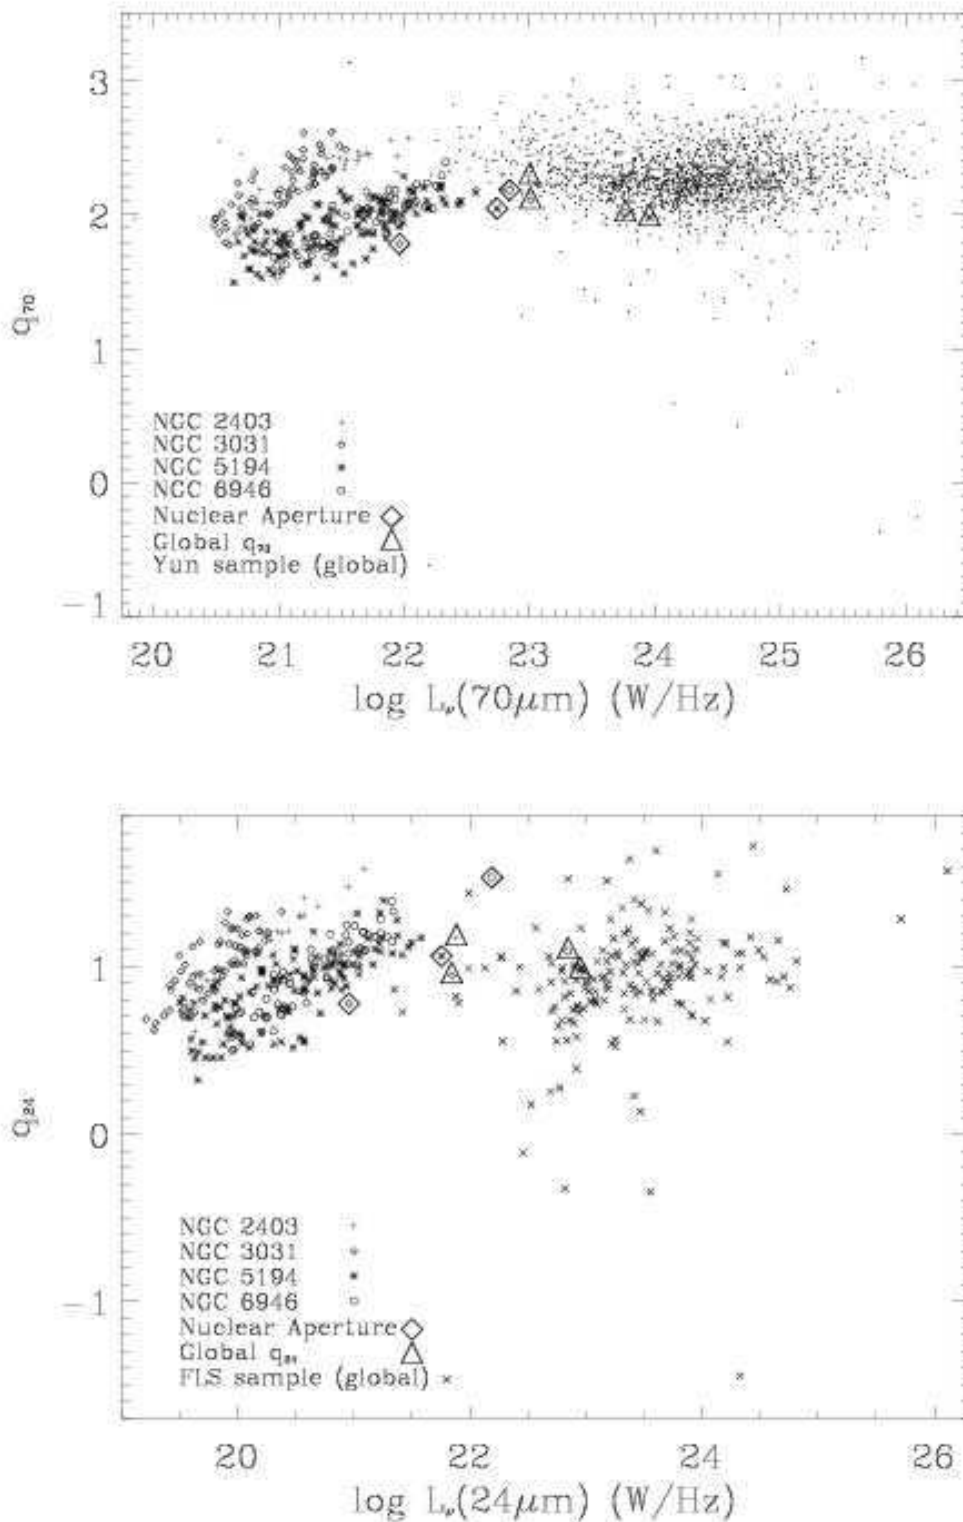 3
2
1
0
−1
q₇₀
NGC 2403
NGC 3031
NGC 5194
NGC 6946
Nuclear Aperture
Global q₇₀
Yun sample (global)
20 21 22 23 24 25 26
log Lᵥ(70μm) (W/Hz)
1
0
−1
q₂₄
NGC 2403
NGC 3031
NGC 5194
NGC 6946
Nuclear Aperture
Global q₂₄
FLS sample (global)
20 22 24 26
log Lᵥ(24μm) (W/Hz)